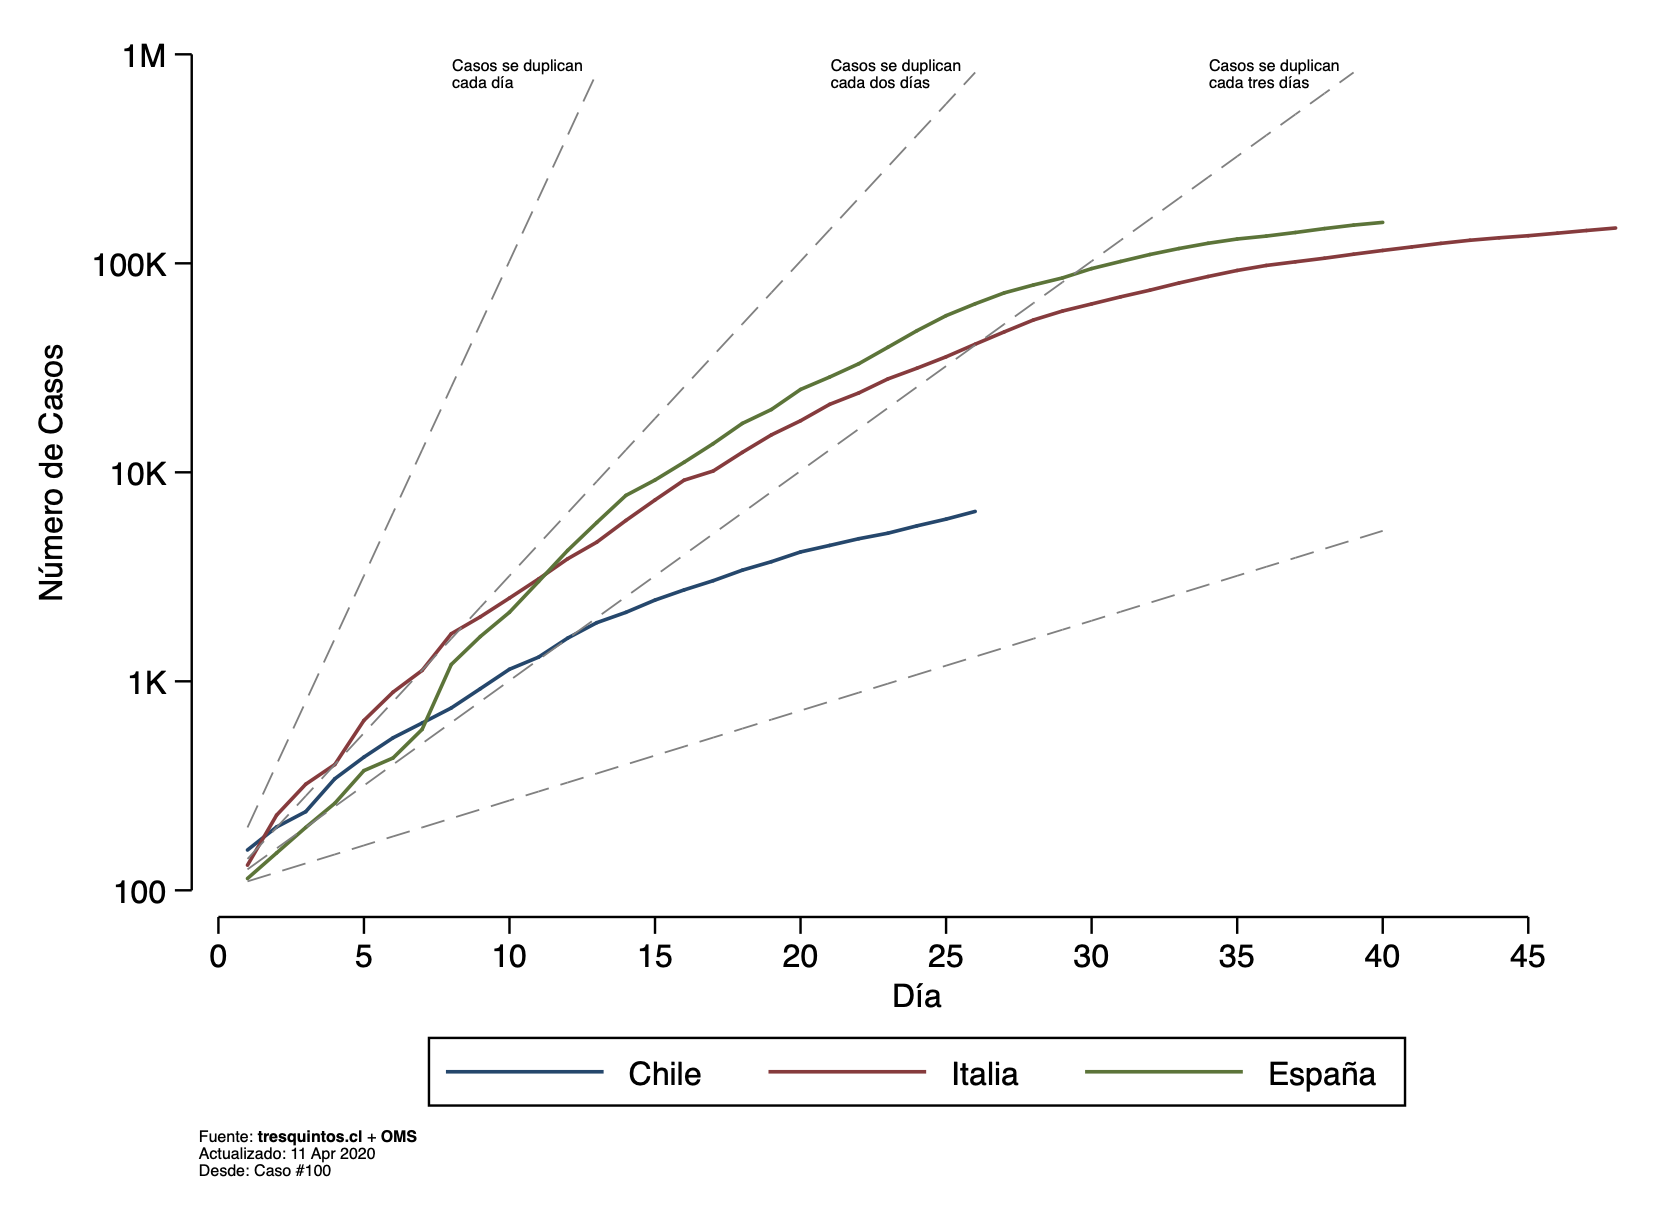 Casos se duplican
cada día
Casos se duplican
cada dos días
Casos se duplican
cada tres días
1M
100K
10K
1K
100
Número de Casos
0 5 10 15 20 25 30 35 40 45
Día
Chile Italia España
Fuente: tresquintos.cl + OMS
Actualizado: 11 Apr 2020
Desde: Caso #100